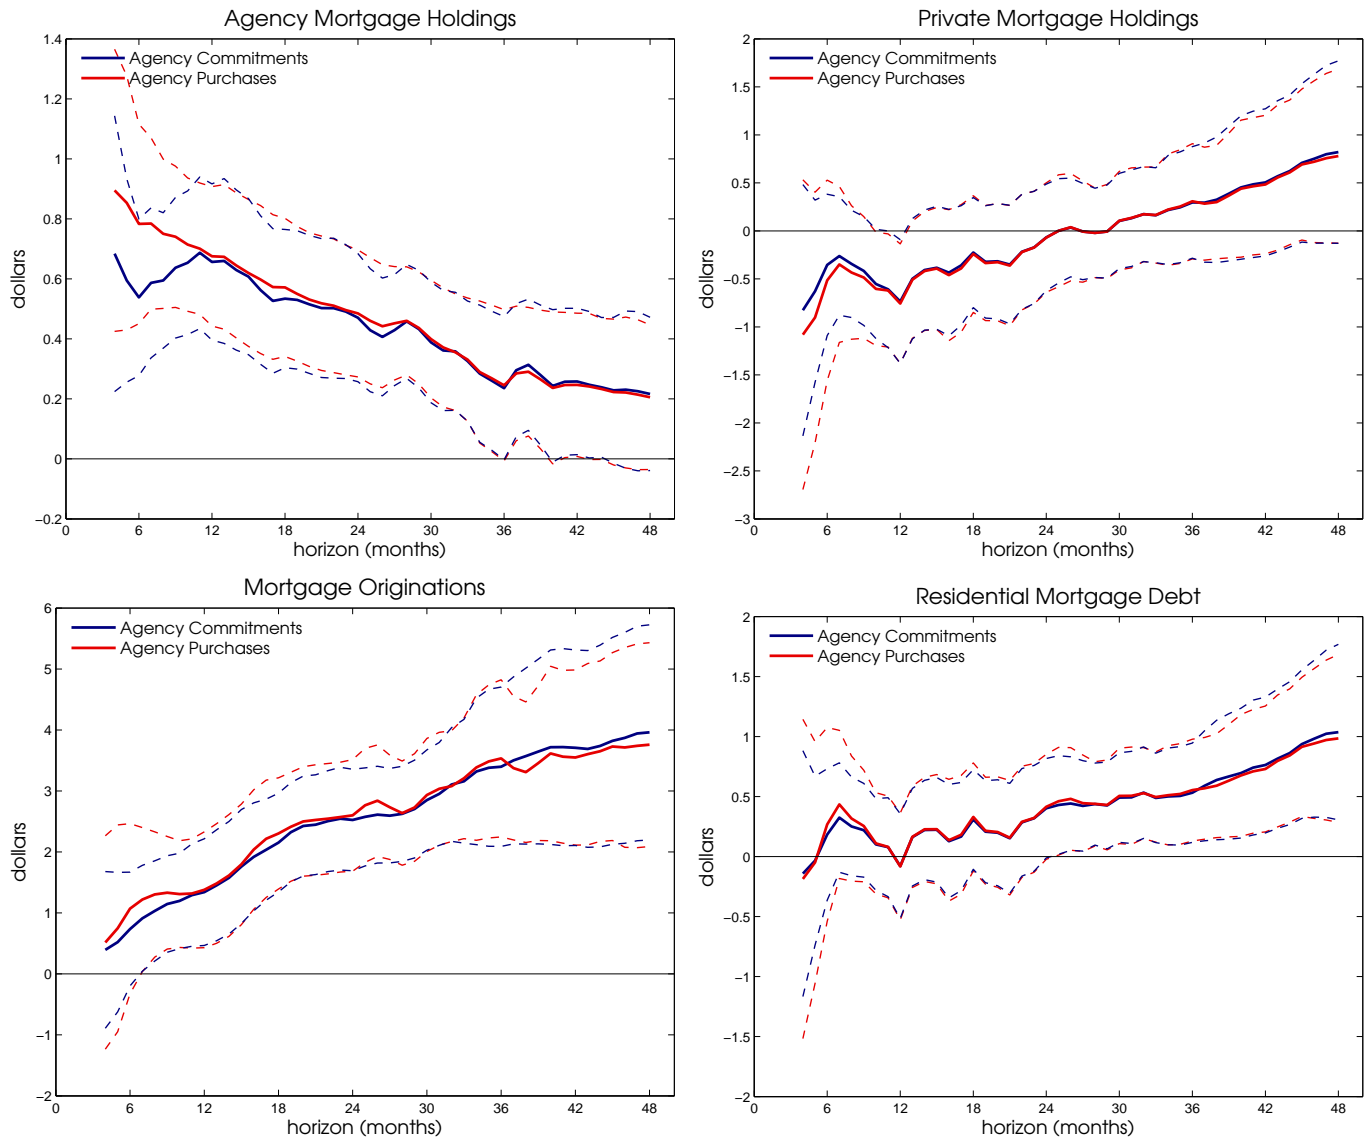 Agency Mortgage Holdings
Agency Commitments
Agency Purchases
1.4
1.2
1
0.8
0.6
0.4
0.2
0
−0.2
dollars
0 6 12 18 24 30 36 42 48
horizon (months)
Private Mortgage Holdings
Agency Commitments
Agency Purchases
2
1.5
1
0.5
0
−0.5
−1
−1.5
−2
−2.5
−3
dollars
0 6 12 18 24 30 36 42 48
horizon (months)
Mortgage Originations
Agency Commitments
Agency Purchases
6
5
4
3
2
1
0
−1
−2
dollars
0 6 12 18 24 30 36 42 48
horizon (months)
Residential Mortgage Debt
Agency Commitments
Agency Purchases
2
1.5
1
0.5
0
−0.5
−1
−1.5
−2
dollars
0 6 12 18 24 30 36 42 48
horizon (months)